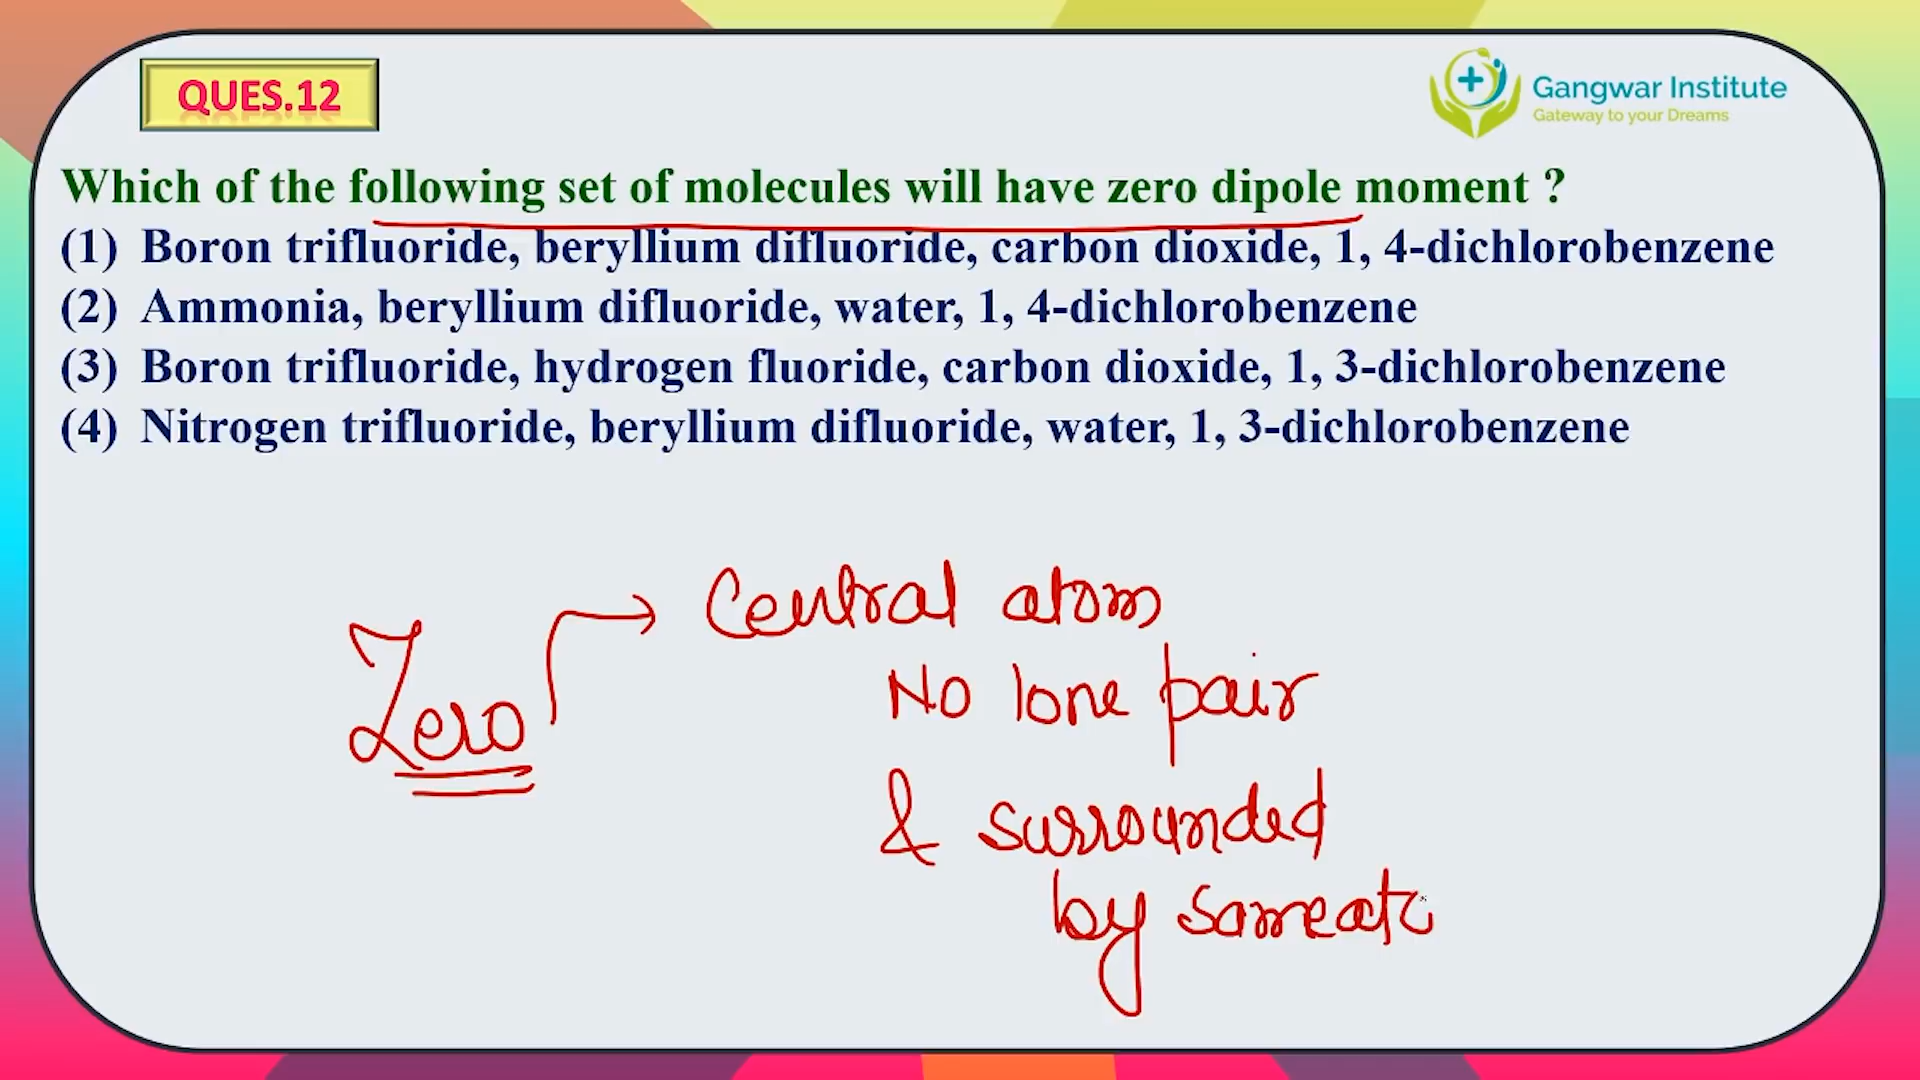 QUES.12
Gangwar Institute
Gateway to your Dreams
Which of the following set of molecules will have zero dipole moment ?
(1) Boron trifluoride, beryllium difluoride, carbon dioxide, 1, 4-dichlorobenzene
(2) Ammonia, beryllium difluoride, water, 1, 4-dichlorobenzene
(3) Boron trifluoride, hydrogen fluoride, carbon dioxide, 1, 3-dichlorobenzene
(4) Nitrogen trifluoride, beryllium difluoride, water, 1, 3-dichlorobenzene
Zero → Central atom
No lone pair
& surrounded
by same ato